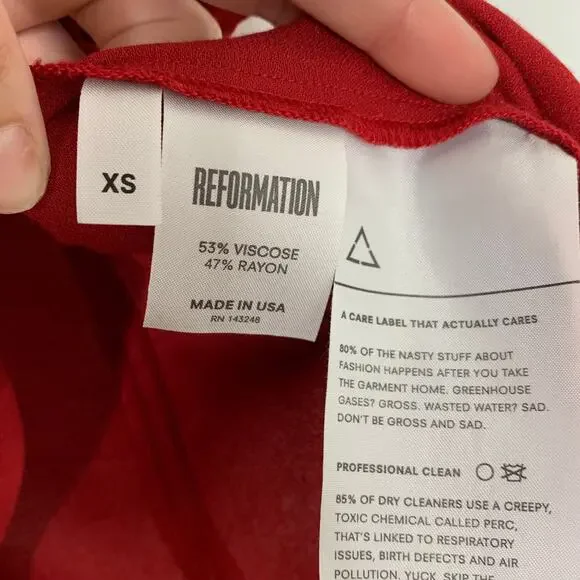 XS
REFORMATION
53% VISCOSE
47% RAYON
MADE IN USA
RN 143248
A CARE LABEL THAT ACTUALLY CARES
80% OF THE NASTY STUFF ABOUT
FASHION HAPPENS AFTER YOU TAKE
THE GARMENT HOME. GREENHOUSE
GASES? GROSS. WASTED WATER? SAD.
DON'T BE GROSS AND SAD.
PROFESSIONAL CLEAN
85% OF DRY CLEANERS USE A CREEPY,
TOXIC CHEMICAL CALLED PERC,
THAT'S LINKED TO RESPIRATORY
ISSUES, BIRTH DEFECTS AND AIR
POLLUTION. YUCK. SKIP THE